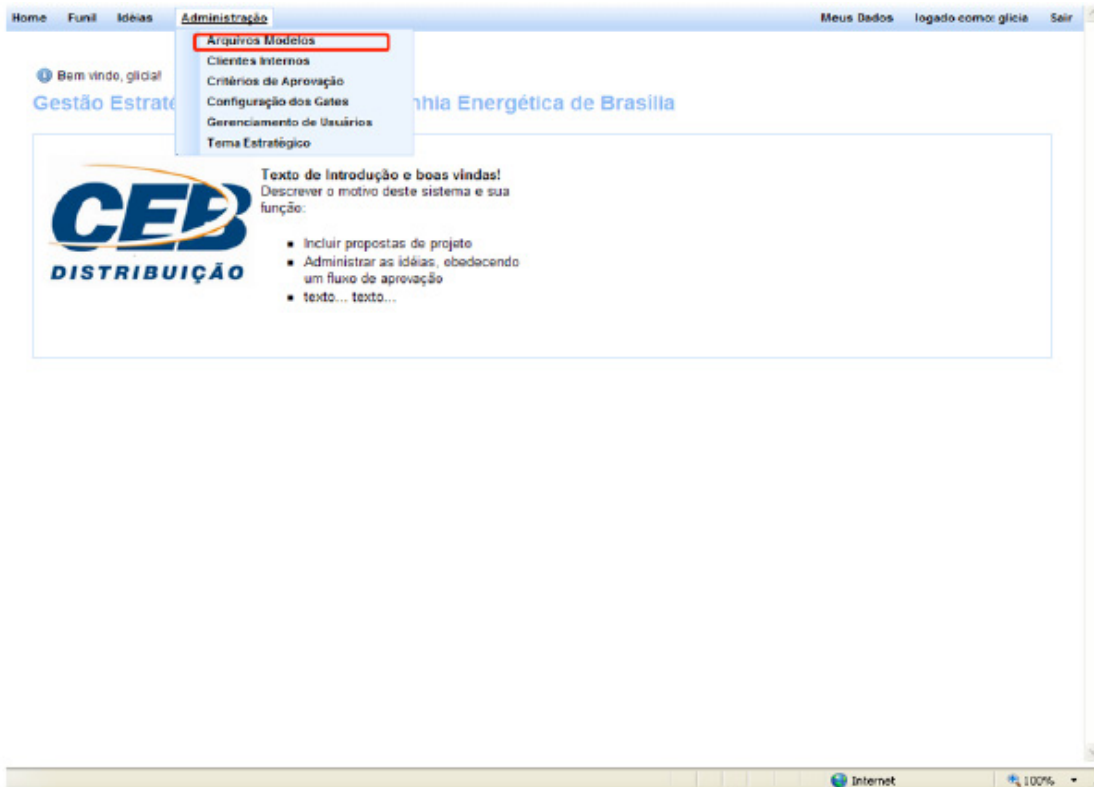 Home Funil Idéias Administração Meus Dados logado como: glicia Sair
Arquivos Modelos
Clientes Internos
Critérios de Aprovação
Configuração dos Gates
Gerenciamento de Usuários
Tema Estratégico
Bem vindo, glicia!
Gestão Estraté nhia Energética de Brasília
CEB
DISTRIBUIÇÃO
Texto de Introdução e boas vindas!
Descrever o motivo deste sistema e sua
função:
Incluir propostas de projeto
Administrar as idéias, obedecendo
um fluxo de aprovação
texto... texto...
Internet 100%